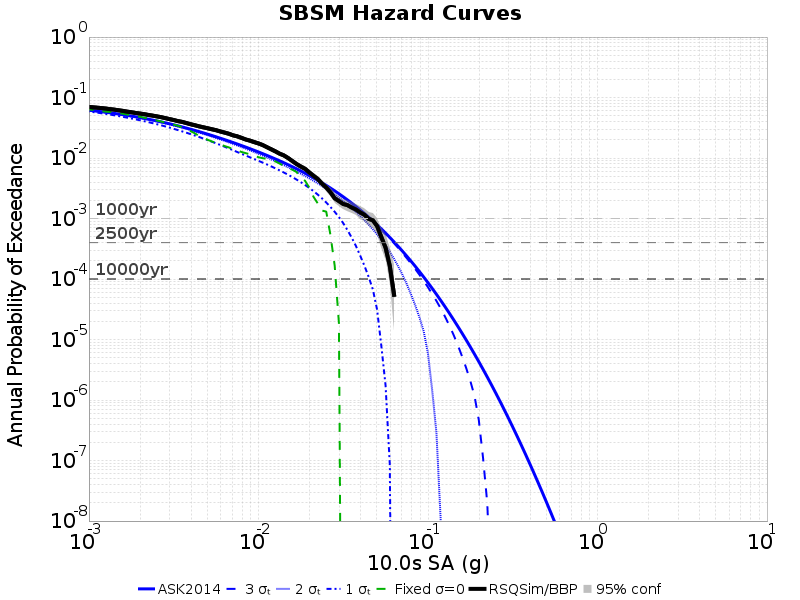 SBSM Hazard Curves
Annual Probability of Exceedance
10^0
10^-1
10^-2
10^-3
10^-4
10^-5
10^-6
10^-7
10^-8
1000yr
2500yr
10000yr
10^-3 10^-2 10^-1 10^0 10^1
10.0s SA (g)
ASK2014 3 σₜ 2 σₜ 1 σₜ Fixed σ=0 RSQSim/BBP 95% conf